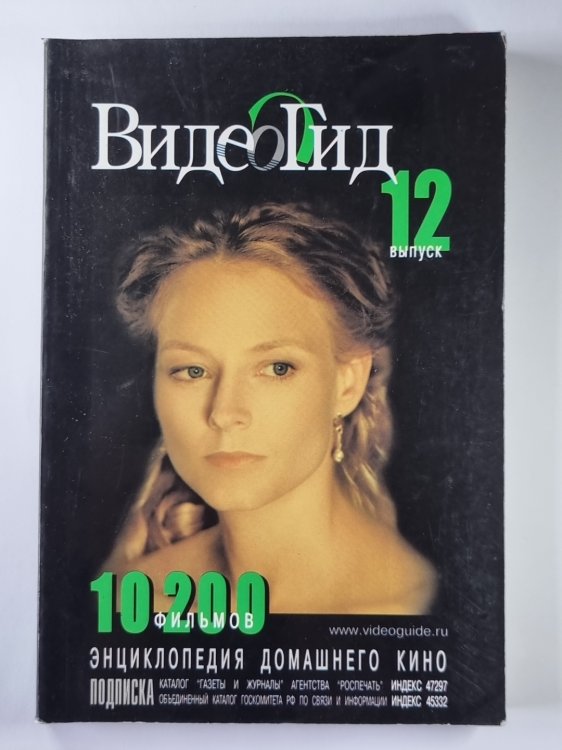 ВидеоГид
12
выпуск
10 200
ФИЛЬМОВ
www.videoguide.ru
ЭНЦИКЛОПЕДИЯ ДОМАШНЕГО КИНО
ПОДПИСКА КАТАЛОГ "ГАЗЕТЫ И ЖУРНАЛЫ" АГЕНТСТВА "РОСПЕЧАТЬ" ИНДЕКС 47297
ОБЪЕДИНЕННЫЙ КАТАЛОГ ГОСКОМИТЕТА РФ ПО СВЯЗИ И ИНФОРМАЦИИ ИНДЕКС 45332